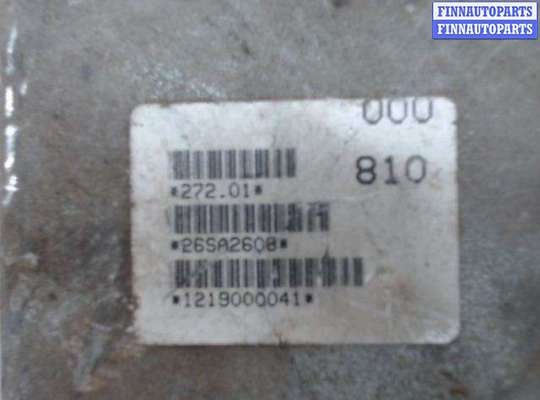 FINNAUTOPARTS
FINNAUTOPARTS
000
810
*272.01*
*26SA2608*
*1219000041*